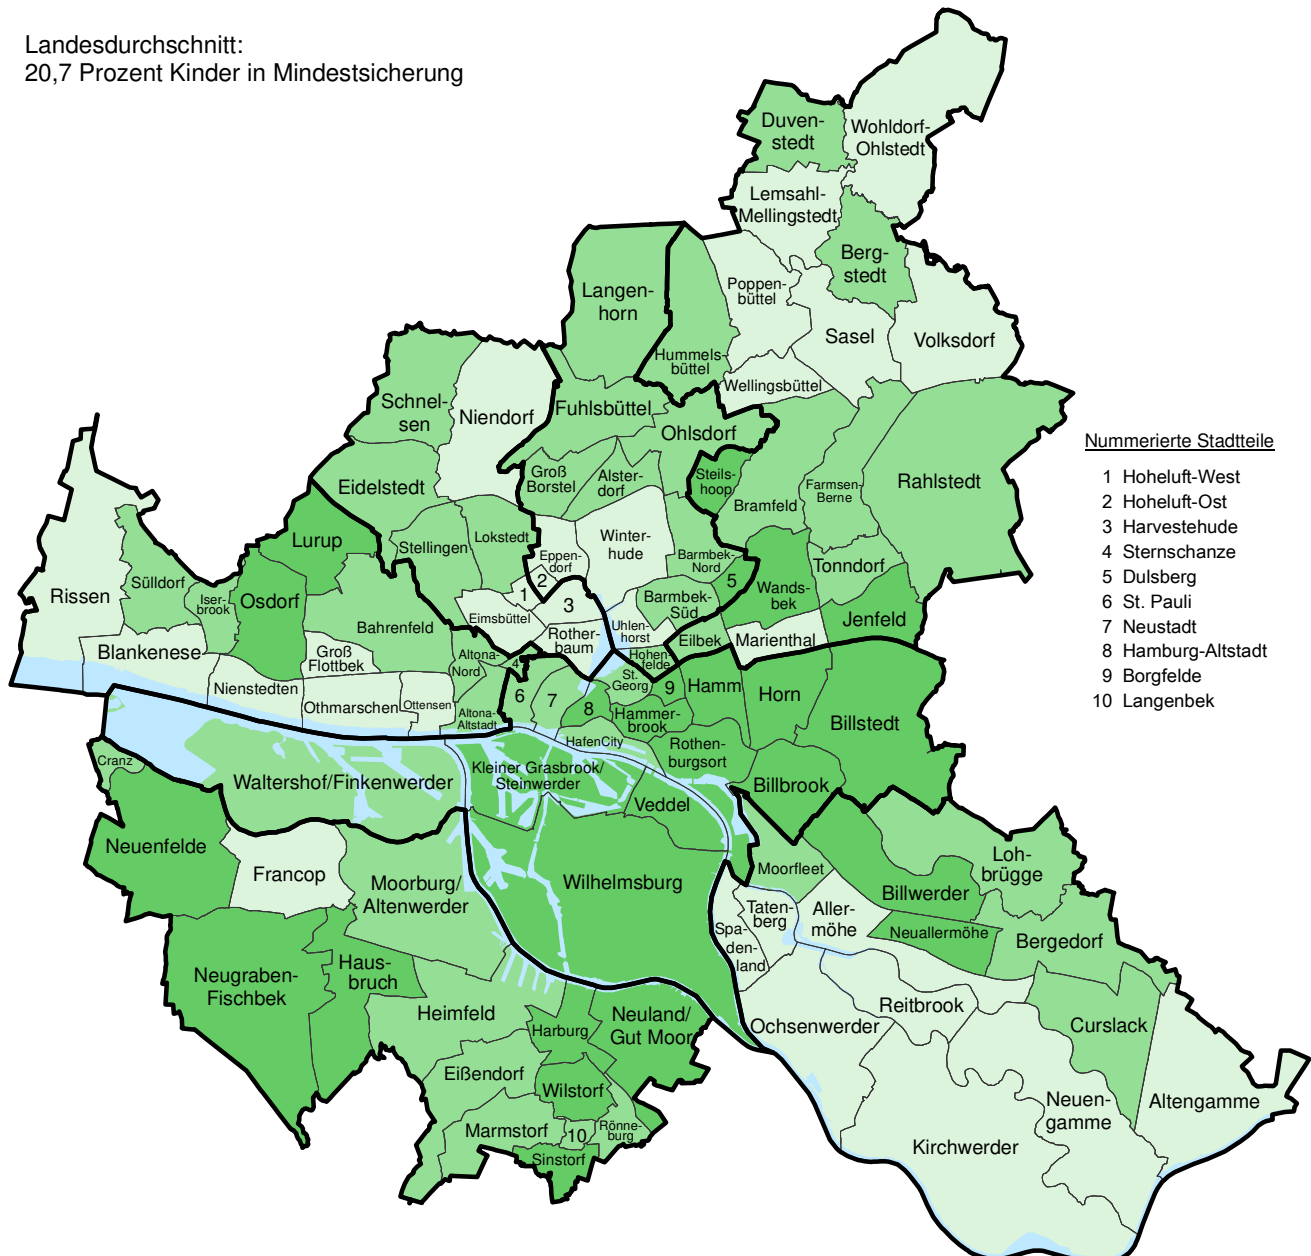 Landesdurchschnitt:
20,7 Prozent Kinder in Mindestsicherung
Duven-
stedt
Wohldorf-
Ohlstedt
Lemsahl-
Mellingstedt
Berg-
stedt
Langen-
horn
Poppen-
büttel
Hummels-
büttel
Sasel
Volksdorf
Wellingsbüttel
Schnel-
sen
Niendorf
Fuhlsbüttel
Ohlsdorf
Groß
Borstel
Alster-
dorf
Steils-
hoop
Bramfeld
Farmsen-
Berne
Rahlstedt
Eidelstedt
Lurup
Stellingen
Lokstedt
Eppen-
dorf
Winter-
hude
Barmbek-
Nord
Tonndorf
Rissen
Sülldorf
Iser-
brook
Osdorf
Bahrenfeld
Eimsbüttel
1
2
3
Rother-
baum
Uhlen-
horst
Barmbek-
Süd
5
Wands-
bek
Jenfeld
Eilbek
Marienthal
Blankenese
Groß
Flottbek
Nienstedten
Othmarschen
Ottensen
Altona-
Nord
Altona-
Altstadt
4
6
7
8
St.
Georg
Hohen-
felde
9
Hamm
Horn
Billstedt
Hammer-
brook
HafenCity
Rothen-
burgsort
Billbrook
Cranz
Waltershof/Finkenwerder
Kleiner Grasbrook/
Steinwerder
Veddel
Neuenfelde
Francop
Moorburg/
Altenwerder
Wilhelmsburg
Moorfleet
Billwerder
Loh-
brügge
Taten-
berg
Aller-
möhe
Neuallermöhe
Bergedorf
Spa-
den-
land
Neugraben-
Fischbek
Haus-
bruch
Heimfeld
Harburg
Neuland/
Gut Moor
Ochsenwerder
Reitbrook
Curslack
Eißendorf
Wilstorf
Marmstorf
10
Rönne-
burg
Sinstorf
Neuen-
gamme
Altengamme
Kirchwerder
Nummerierte Stadtteile
1 Hoheluft-West
2 Hoheluft-Ost
3 Harvestehude
4 Sternschanze
5 Dulsberg
6 St. Pauli
7 Neustadt
8 Hamburg-Altstadt
9 Borgfelde
10 Langenbek